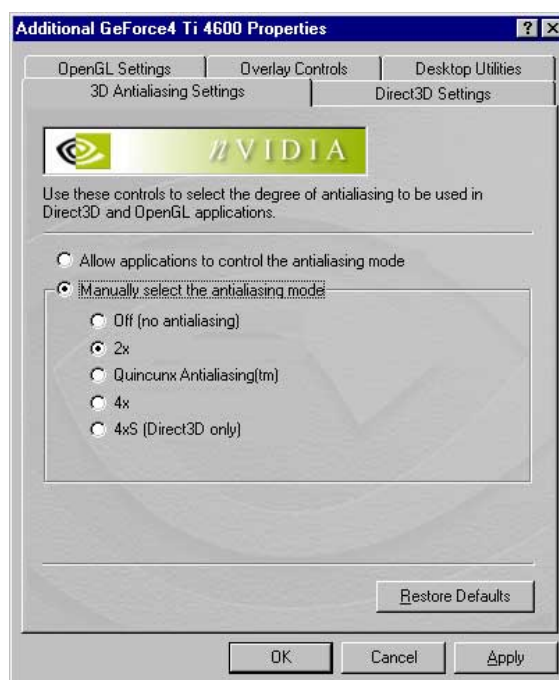 Additional GeForce4 Ti 4600 Properties
OpenGL Settings
Overlay Controls
Desktop Utilities
3D Antialiasing Settings
Direct3D Settings
nVIDIA
Use these controls to select the degree of antialiasing to be used in
Direct3D and OpenGL applications.
Allow applications to control the antialiasing mode
Manually select the antialiasing mode
Off (no antialiasing)
2x
Quincunx Antialiasing(tm)
4x
4xS (Direct3D only)
Restore Defaults
OK
Cancel
Apply